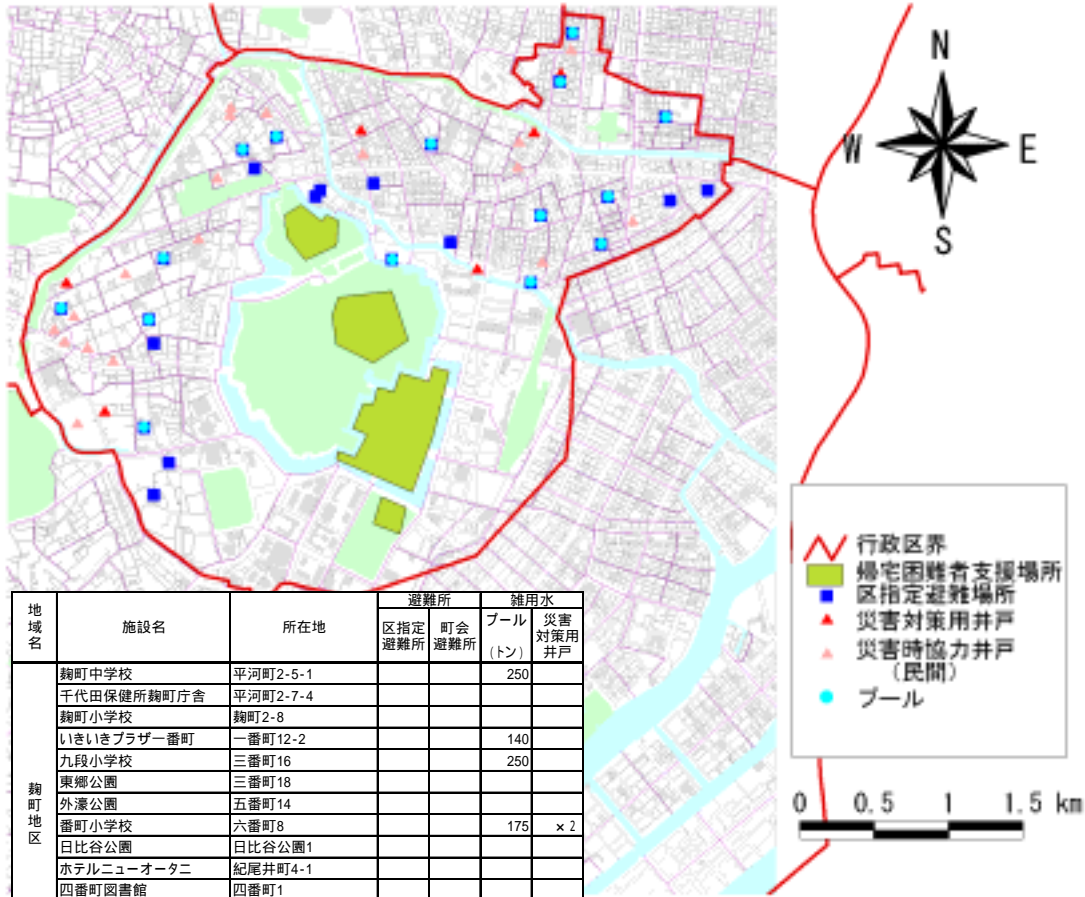 N
W E
S
行政区界
帰宅困難者支援場所
区指定避難場所
災害対策用井戸
災害時協力井戸
(民間)
プール
0 0.5 1 1.5 km
地域名 施設名 所在地 避難所 雑用水
区指定避難所 町会避難所 プール(トン) 災害対策用井戸
麹町地区
麹町中学校 平河町2-5-1 250
千代田保健所麹町庁舎 平河町2-7-4
麹町小学校 麹町2-8
いきいきプラザ一番町 一番町12-2 140
九段小学校 三番町16 250
東郷公園 三番町18
外濠公園 五番町14
番町小学校 六番町8 175 ×2
日比谷公園 日比谷公園1
ホテルニューオータニ 紀尾井町4-1
四番町図書館 四番町1